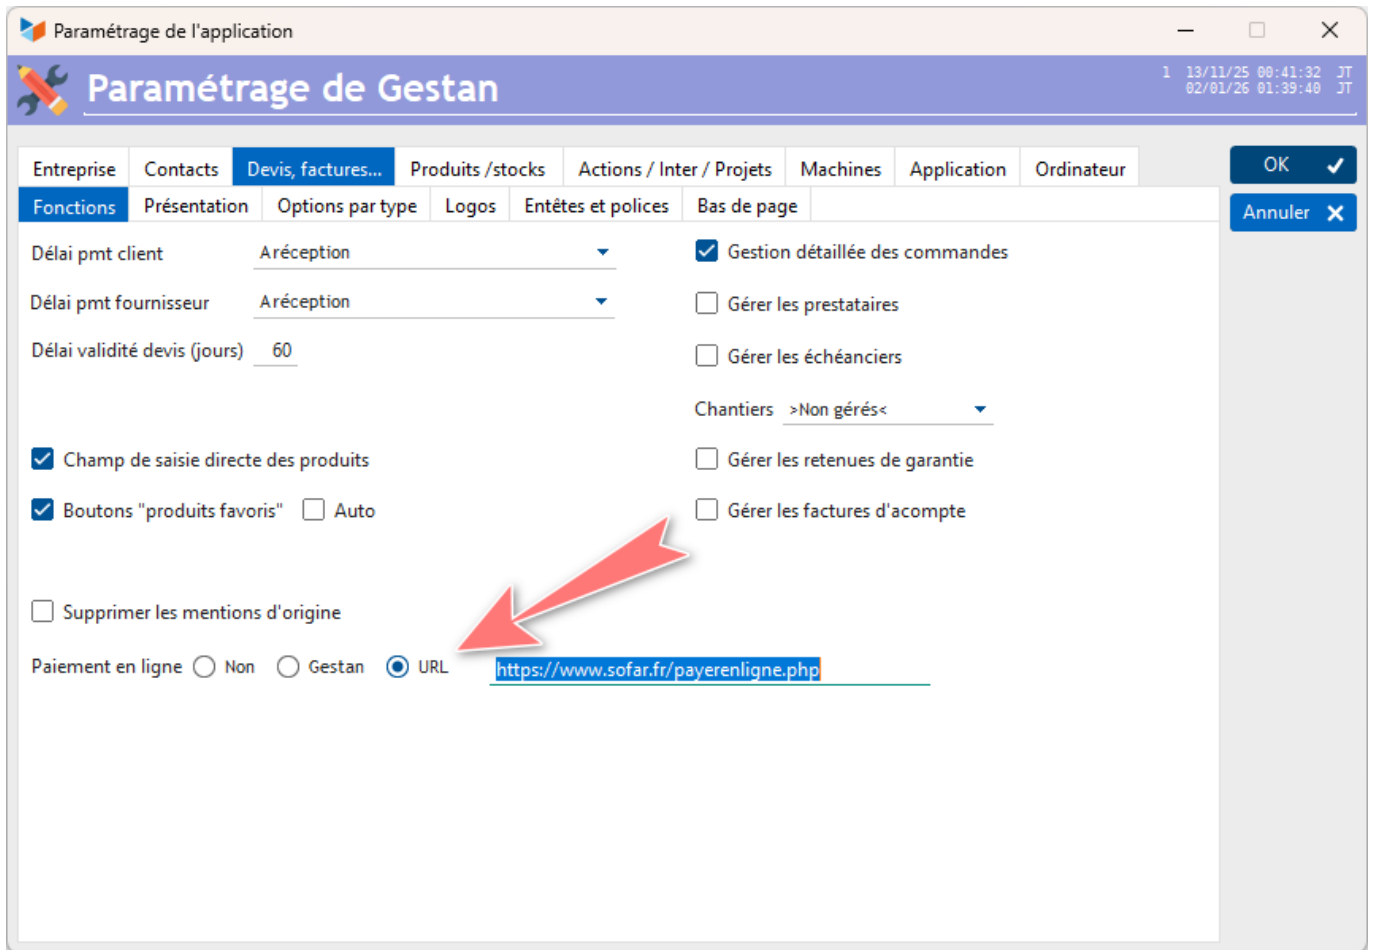 Paramétrage de l'application
Paramétrage de Gestan
1 13/11/25 00:41:32 JT
02/01/26 01:39:40 JT
Entreprise Contacts Devis, factures... Produits /stocks Actions / Inter / Projets Machines Application Ordinateur
OK
Fonctions Présentation Options par type Logos Entêtes et polices Bas de page
Annuler
Délai pmt client A réception
Gestion détaillée des commandes
Délai pmt fournisseur A réception
Gérer les prestataires
Délai validité devis (jours) 60
Gérer les échéanciers
Chantiers >Non gérés<
Champ de saisie directe des produits
Gérer les retenues de garantie
Boutons "produits favoris" Auto
Gérer les factures d'acompte
Supprimer les mentions d'origine
Paiement en ligne Non Gestan URL https://www.sofar.fr/payerenligne.php